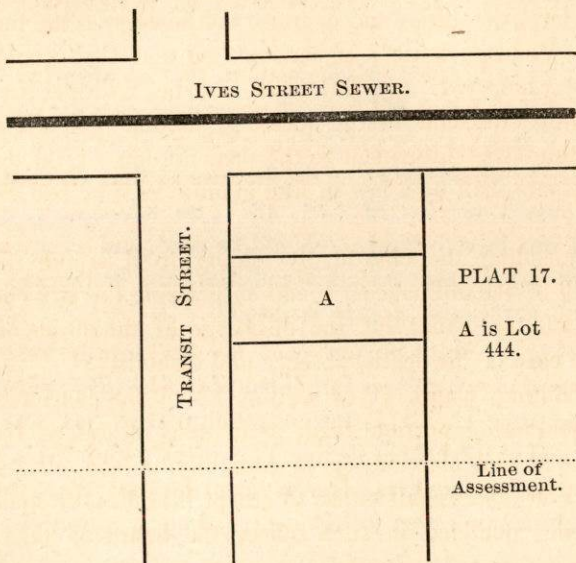 IVES STREET SEWER.
TRANSIT STREET.
A
PLAT 17.
A is Lot
444.
Line of
Assessment.